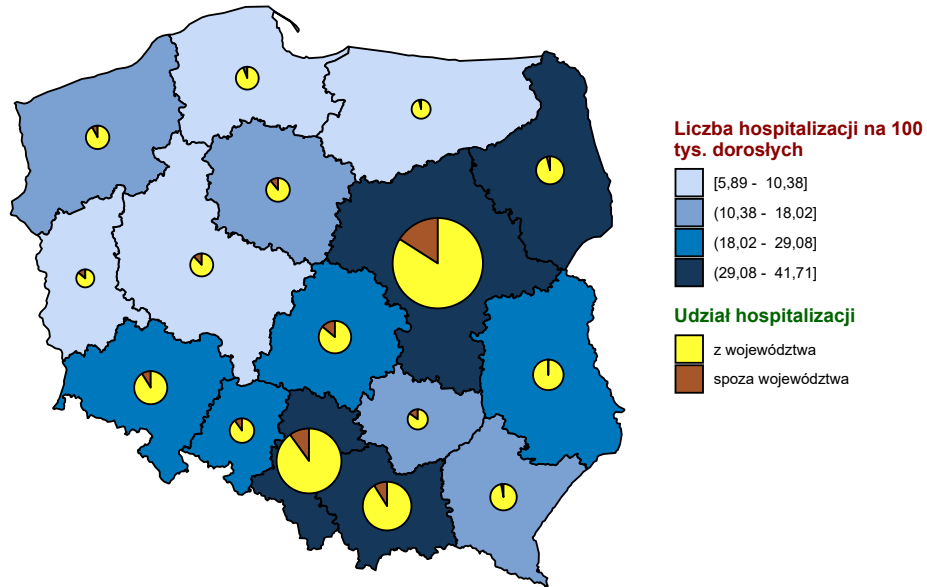 Liczba hospitalizacji na 100
tys. dorosłych
[5,89 - 10,38]
(10,38 - 18,02]
(18,02 - 29,08]
(29,08 - 41,71]
Udział hospitalizacji
z województwa
spoza województwa